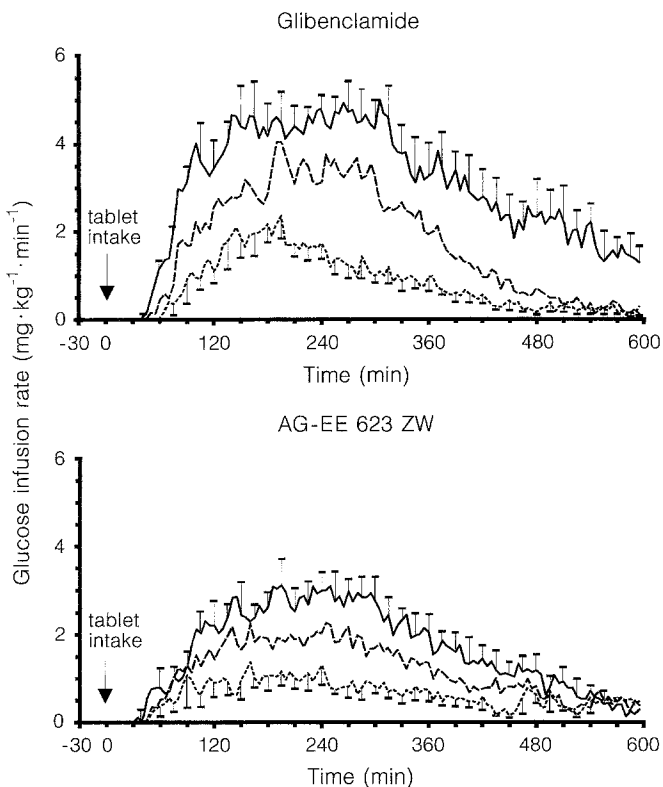 Glibenclamide
Glucose infusion rate (mg·kg⁻¹·min⁻¹)
6
4
2
0
tablet
intake
-30 0 120 240 360 480 600
Time (min)
AG-EE 623 ZW
6
4
2
0
tablet
intake
-30 0 120 240 360 480 600
Time (min)